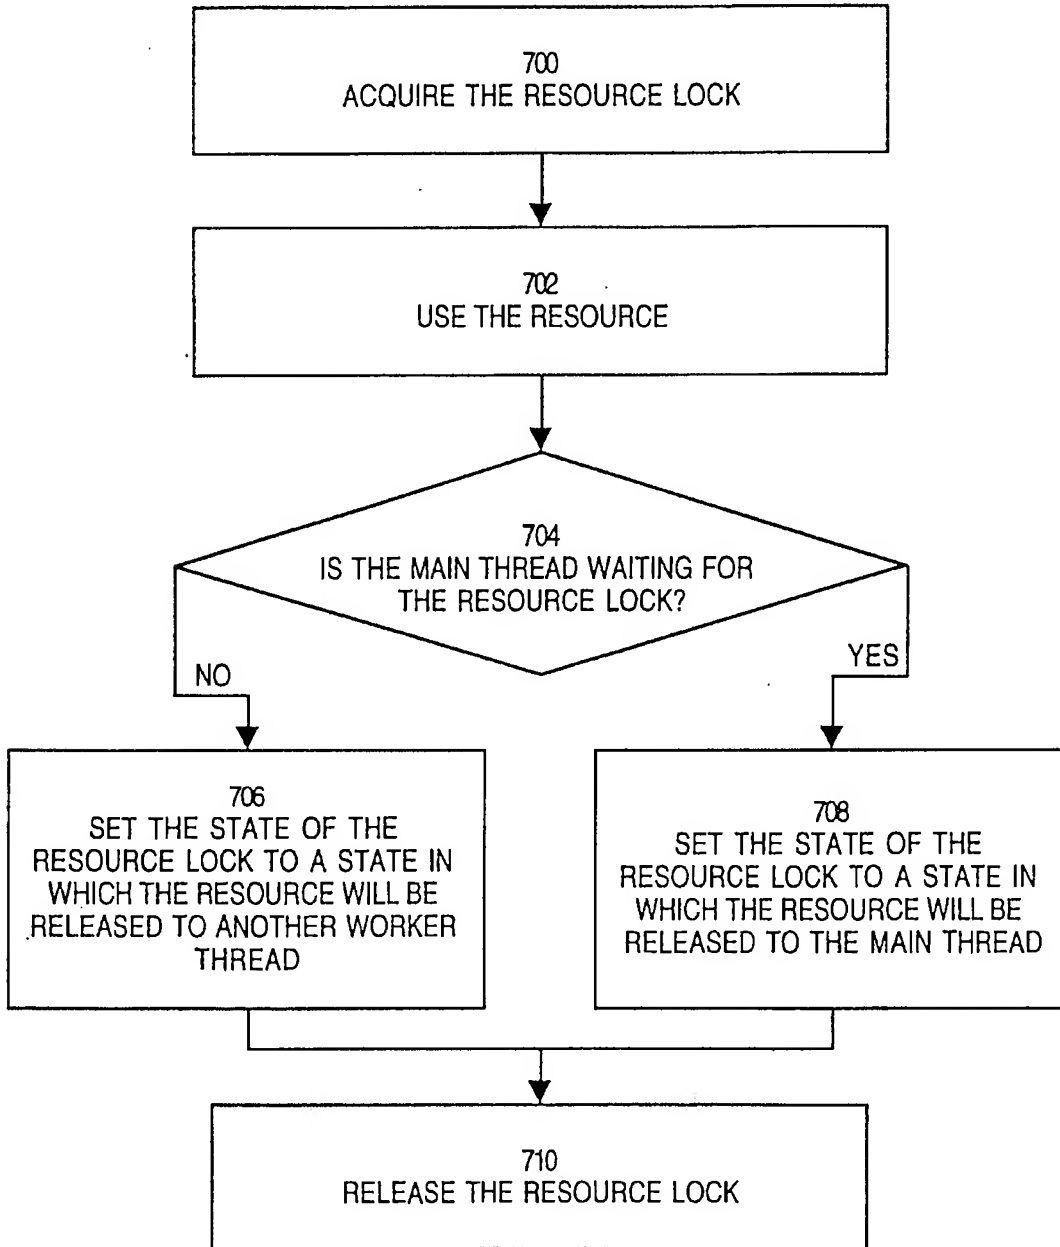 700
ACQUIRE THE RESOURCE LOCK
702
USE THE RESOURCE
704
IS THE MAIN THREAD WAITING FOR
THE RESOURCE LOCK?
NO
YES
706
SET THE STATE OF THE
RESOURCE LOCK TO A STATE IN
WHICH THE RESOURCE WILL BE
RELEASED TO ANOTHER WORKER
THREAD
708
SET THE STATE OF THE
RESOURCE LOCK TO A STATE IN
WHICH THE RESOURCE WILL BE
RELEASED TO THE MAIN THREAD
710
RELEASE THE RESOURCE LOCK